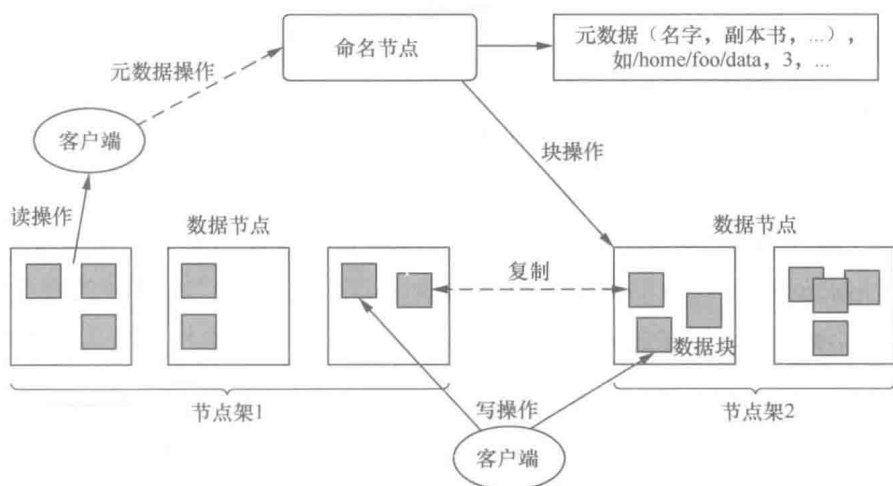 命名节点
元数据（名字，副本书，...），
如/home/foo/data，3，...
元数据操作
客户端
块操作
读操作
数据节点
数据节点
复制
数据块
节点架1
写操作
节点架2
客户端